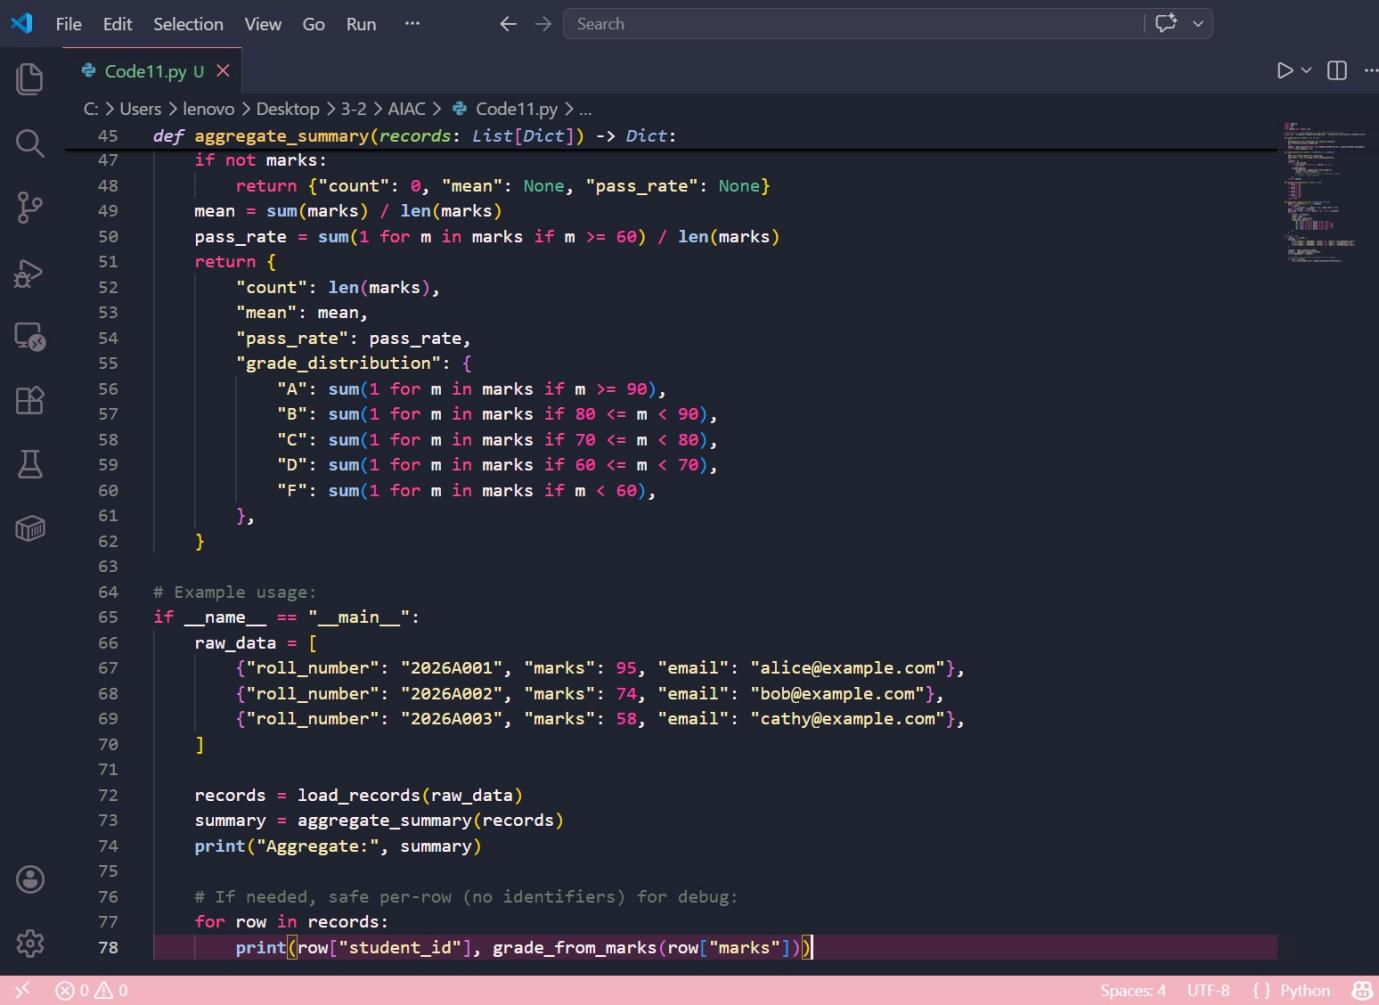 File Edit Selection View Go Run ··· Search
Code11.py U
C: > Users > lenovo > Desktop > 3-2 > AIAC > Code11.py > ...
45 def aggregate_summary(records: List[Dict]) -> Dict:
47 if not marks:
48 return {"count": 0, "mean": None, "pass_rate": None}
49 mean = sum(marks) / len(marks)
50 pass_rate = sum(1 for m in marks if m >= 60) / len(marks)
51 return {
52 "count": len(marks),
53 "mean": mean,
54 "pass_rate": pass_rate,
55 "grade_distribution": {
56 "A": sum(1 for m in marks if m >= 90),
57 "B": sum(1 for m in marks if 80 <= m < 90),
58 "C": sum(1 for m in marks if 70 <= m < 80),
59 "D": sum(1 for m in marks if 60 <= m < 70),
60 "F": sum(1 for m in marks if m < 60),
61 },
62 }
63
64 # Example usage:
65 if __name__ == "__main__":
66 raw_data = [
67 {"roll_number": "2026A001", "marks": 95, "email": "alice@example.com"},
68 {"roll_number": "2026A002", "marks": 74, "email": "bob@example.com"},
69 {"roll_number": "2026A003", "marks": 58, "email": "cathy@example.com"},
70 ]
71
72 records = load_records(raw_data)
73 summary = aggregate_summary(records)
74 print("Aggregate:", summary)
75
76 # If needed, safe per-row (no identifiers) for debug:
77 for row in records:
78 print(row["student_id"], grade_from_marks(row["marks"]))
0 0 Spaces: 4 UTF-8 { } Python